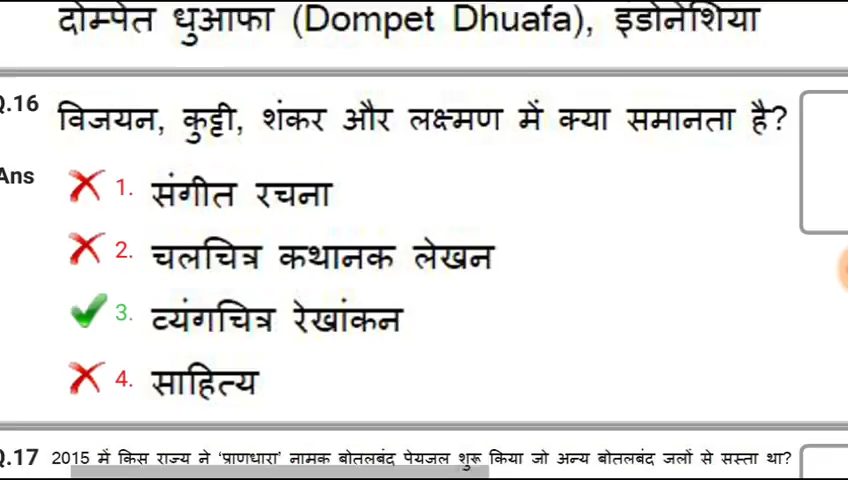 दोम्पेत धुआफा (Dompet Dhuafa), इंडोनेशिया
Q.16 विजयन, कुट्टी, शंकर और लक्ष्मण में क्या समानता है?
Ans 1. संगीत रचना
2. चलचित्र कथानक लेखन
3. व्यंगचित्र रेखांकन
4. साहित्य
Q.17 2015 में किस राज्य ने 'प्राणधारा' नामक बोतलबंद पेयजल शुरू किया जो अन्य बोतलबंद जलों से सस्ता था?